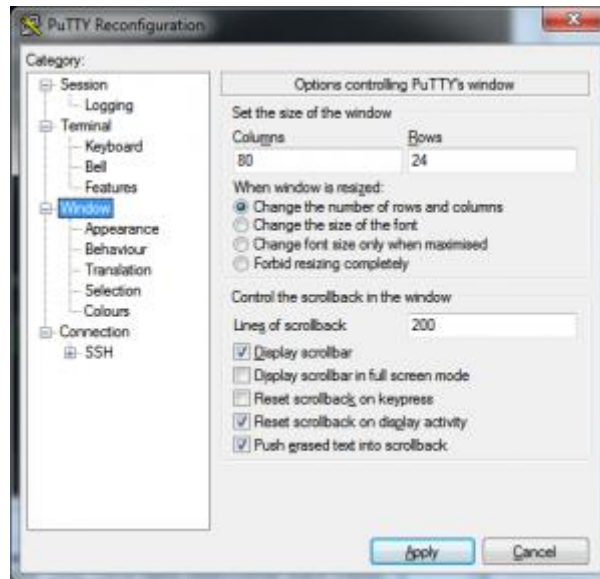 PuTTY Reconfiguration
Category:
Session
Logging
Terminal
Keyboard
Bell
Features
Window
Appearance
Behaviour
Translation
Selection
Colours
Connection
SSH
Options controlling PuTTY's window
Set the size of the window
Columns Rows
80 24
When window is resized:
Change the number of rows and columns
Change the size of the font
Change font size only when maximised
Forbid resizing completely
Control the scrollback in the window
Lines of scrollback 200
Display scrollbar
Display scrollbar in full screen mode
Reset scrollback on keypress
Reset scrollback on display activity
Push erased text into scrollback
Apply Cancel